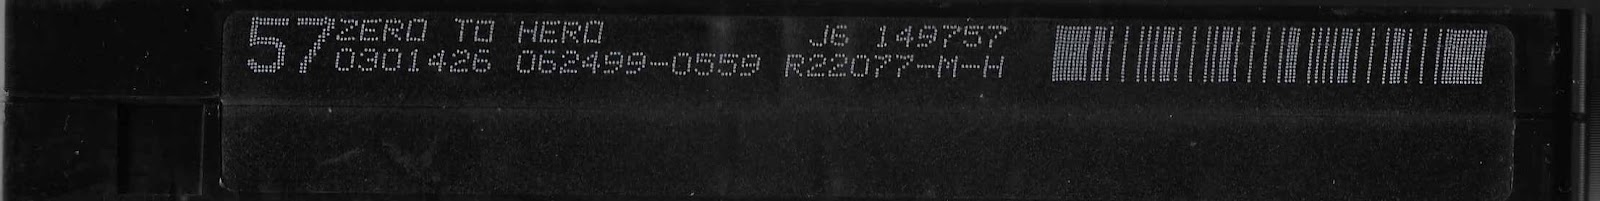 57 ZERO TO HERO J6 149757
0301426 062499-0559 R22077-M-H